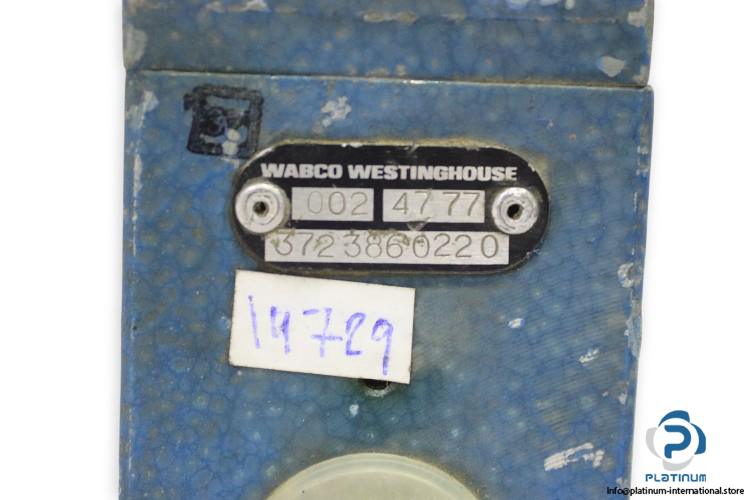 WABCO WESTINGHOUSE
002 47 77
372 386 022 0
14729
PLATINUM
info@platinum-international.store